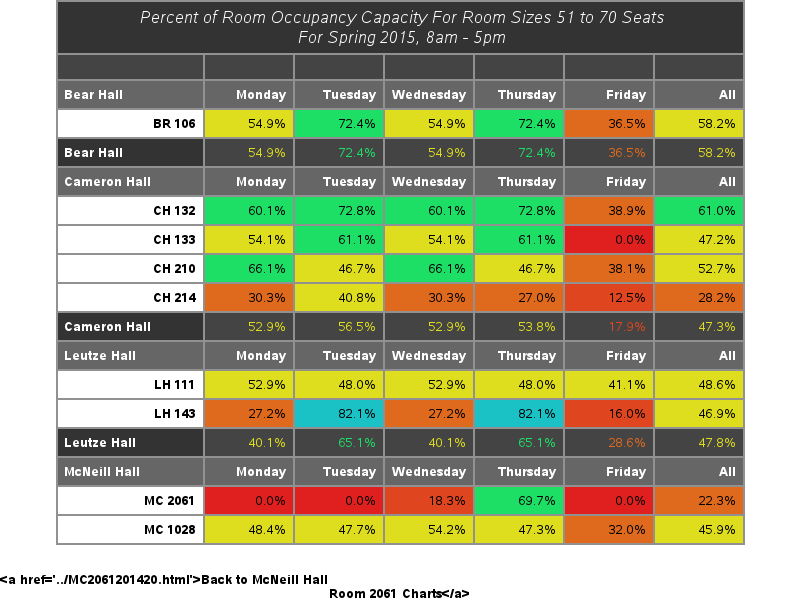 Percent of Room Occupancy Capacity For Room Sizes 51 to 70 Seats
For Spring 2015, 8am - 5pm
Bear Hall Monday Tuesday Wednesday Thursday Friday All
BR 106 54.9% 72.4% 54.9% 72.4% 36.5% 58.2%
Bear Hall 54.9% 72.4% 54.9% 72.4% 36.5% 58.2%
Cameron Hall Monday Tuesday Wednesday Thursday Friday All
CH 132 60.1% 72.8% 60.1% 72.8% 38.9% 61.0%
CH 133 54.1% 61.1% 54.1% 61.1% 0.0% 47.2%
CH 210 66.1% 46.7% 66.1% 46.7% 38.1% 52.7%
CH 214 30.3% 40.8% 30.3% 27.0% 12.5% 28.2%
Cameron Hall 52.9% 56.5% 52.9% 53.8% 17.9% 47.3%
Leutze Hall Monday Tuesday Wednesday Thursday Friday All
LH 111 52.9% 48.0% 52.9% 48.0% 41.1% 48.6%
LH 143 27.2% 82.1% 27.2% 82.1% 16.0% 46.9%
Leutze Hall 40.1% 65.1% 40.1% 65.1% 28.6% 47.8%
McNeill Hall Monday Tuesday Wednesday Thursday Friday All
MC 2061 0.0% 0.0% 18.3% 69.7% 0.0% 22.3%
MC 1028 48.4% 47.7% 54.2% 47.3% 32.0% 45.9%
<a href='../MC2061201420.html'>Back to McNeill Hall
Room 2061 Charts</a>